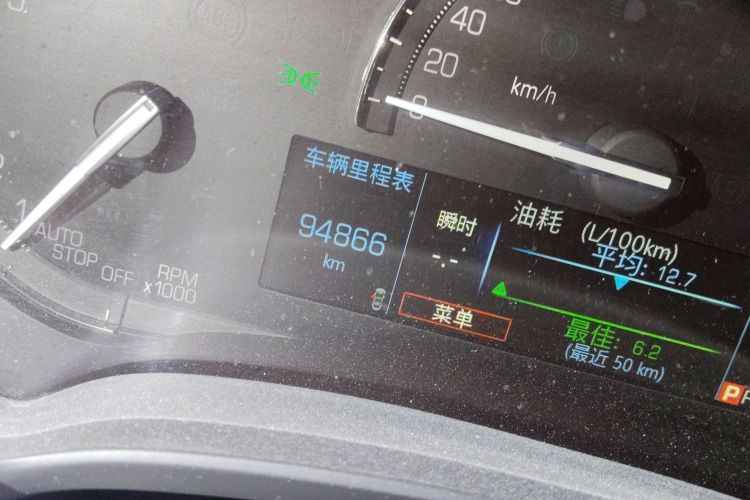 40
20
0
km/h
车辆里程表
94866
km
瞬时
-.-
油耗 (L/100km)
平均: 12.7
菜单
最佳: 6.2
(最近 50 km)
P
1
AUTO
STOP OFF
RPM
x1000